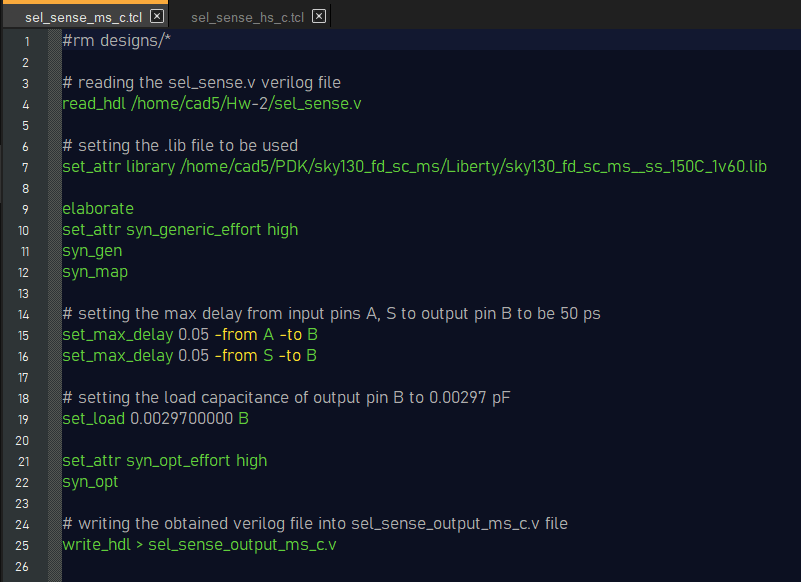 sel_sense_ms_c.tcl sel_sense_hs_c.tcl
1 #rm designs/*
2
3 # reading the sel_sense.v verilog file
4 read_hdl /home/cad5/Hw-2/sel_sense.v
5
6 # setting the .lib file to be used
7 set_attr library /home/cad5/PDK/sky130_fd_sc_ms/Liberty/sky130_fd_sc_ms__ss_150C_1v60.lib
8
9 elaborate
10 set_attr syn_generic_effort high
11 syn_gen
12 syn_map
13
14 # setting the max delay from input pins A, S to output pin B to be 50 ps
15 set_max_delay 0.05 -from A -to B
16 set_max_delay 0.05 -from S -to B
17
18 # setting the load capacitance of output pin B to 0.00297 pF
19 set_load 0.0029700000 B
20
21 set_attr syn_opt_effort high
22 syn_opt
23
24 # writing the obtained verilog file into sel_sense_output_ms_c.v file
25 write_hdl > sel_sense_output_ms_c.v
26